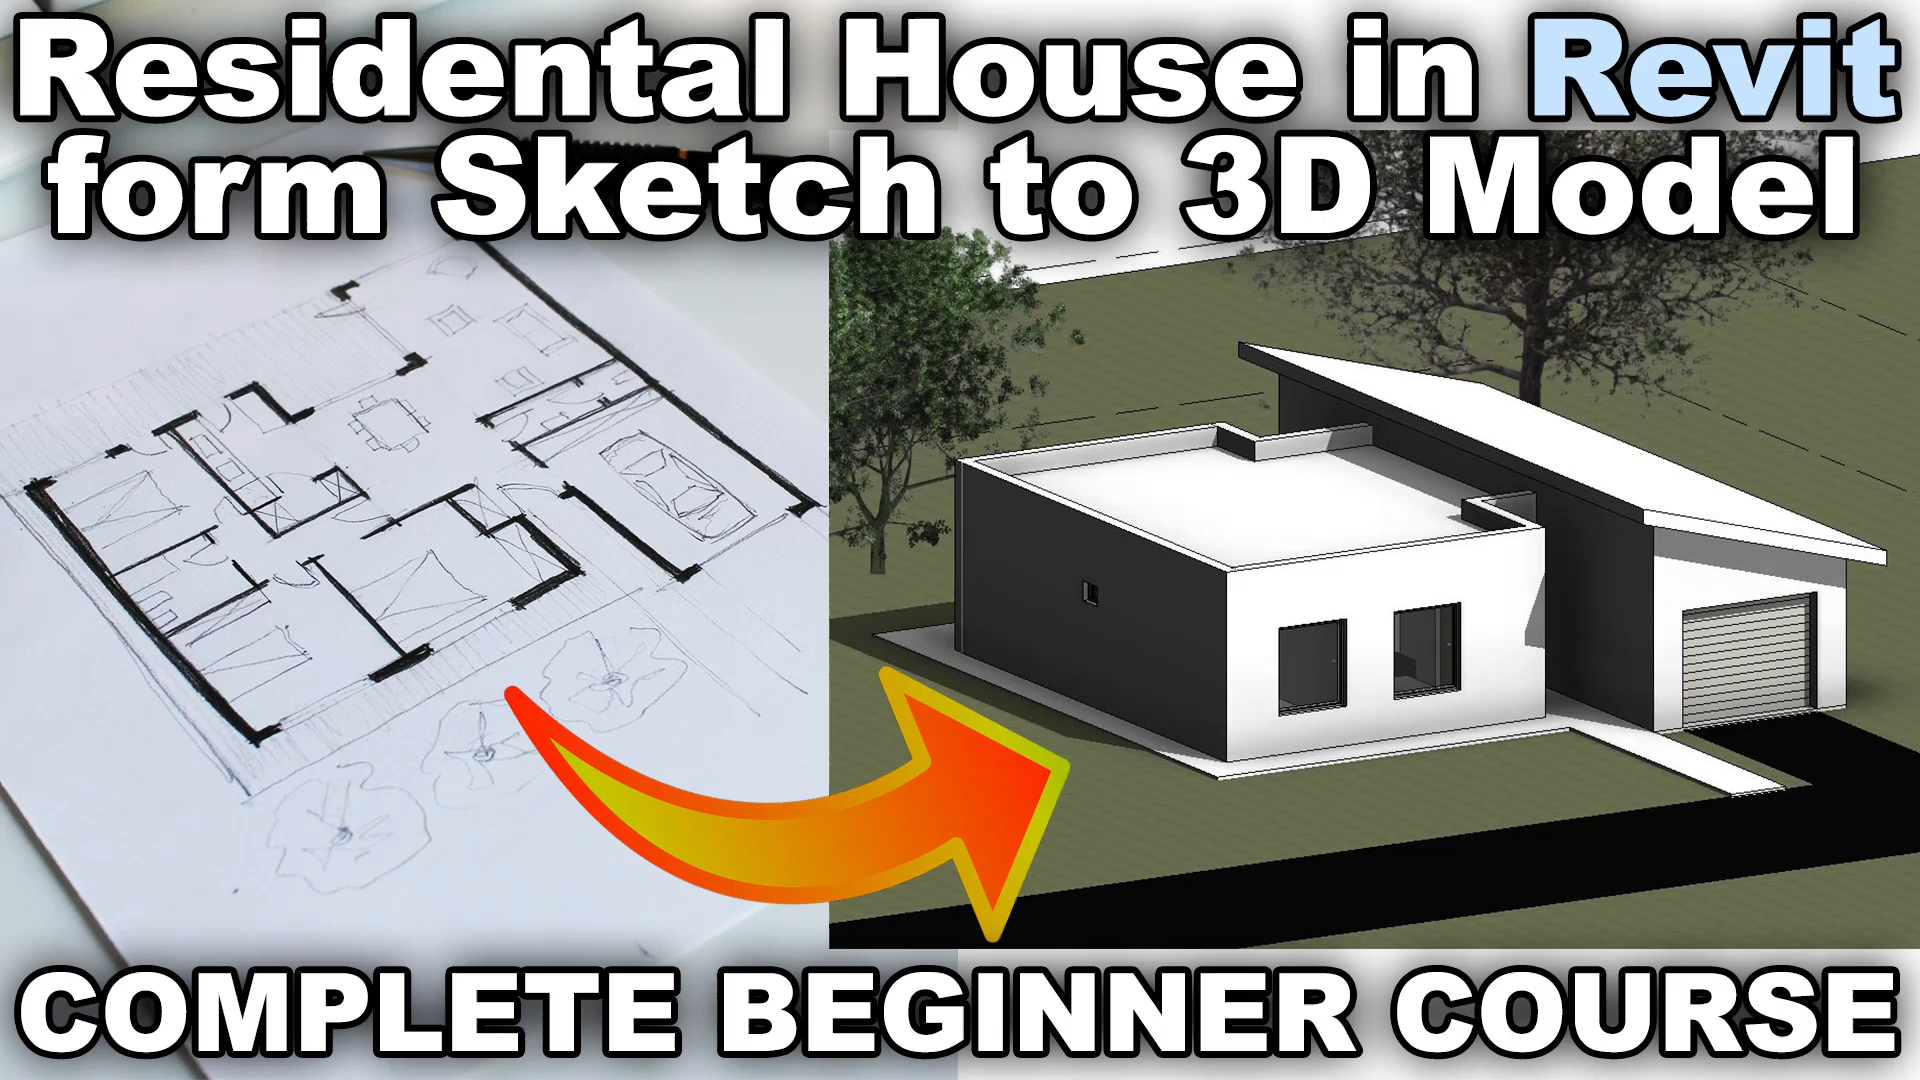 Residental House in Revit
form Sketch to 3D Model
COMPLETE BEGINNER COURSE